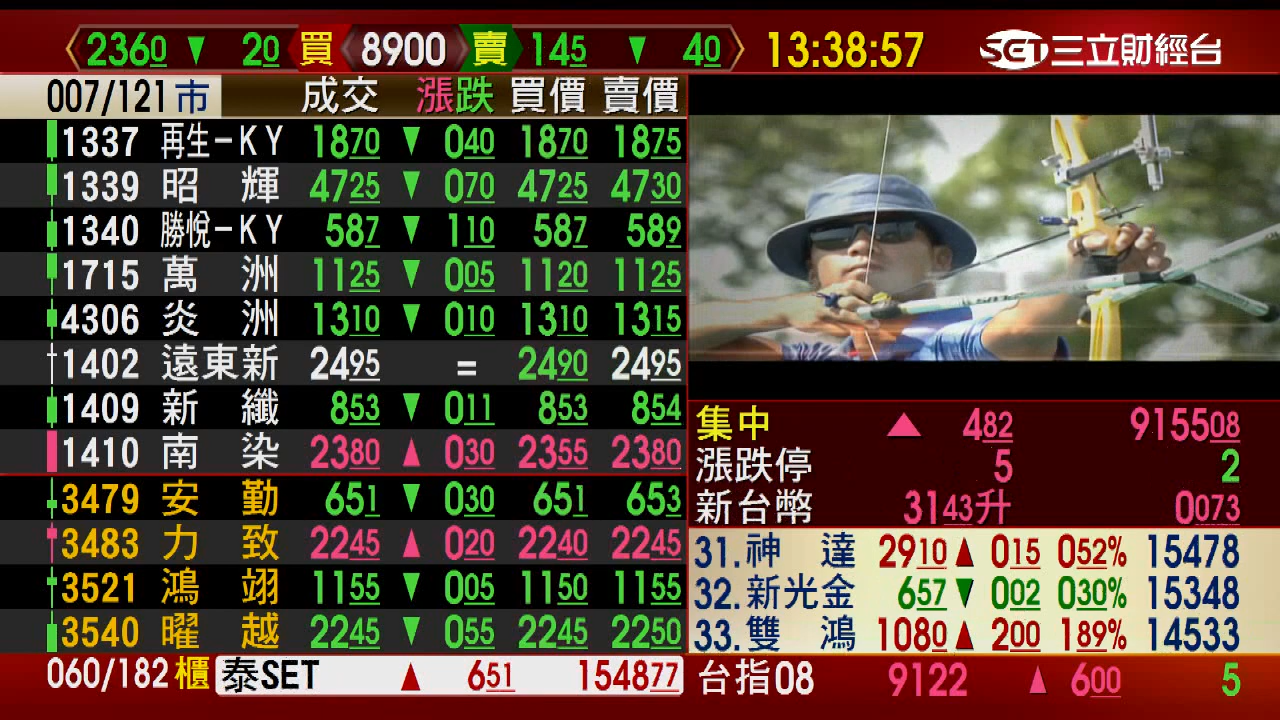 2360 ▼ 20 買 8900 賣 145 ▼ 40 13:38:57 SET三立財經台
007/121 市 成交 漲跌 買價 賣價
1337 再生-KY 1870 ▼ 040 1870 1875
1339 昭輝 4725 ▼ 070 4725 4730
1340 勝悅-KY 587 ▼ 110 587 589
1715 萬洲 1125 ▼ 005 1120 1125
4306 炎洲 1310 ▼ 010 1310 1315
1402 遠東新 2495 = 2490 2495
1409 新纖 853 ▼ 011 853 854
1410 南染 2380 ▲ 030 2355 2380
3479 安勤 651 ▼ 030 651 653
3483 力致 2245 ▲ 020 2240 2245
3521 鴻翊 1155 ▼ 005 1150 1155
3540 曜越 2245 ▼ 055 2245 2250
060/182 櫃 泰SET ▲ 651 154877
集中 ▲ 482 915508
漲跌停 5 2
新台幣 3143升 0073
31.神達 2910 ▲ 015 052% 15478
32.新光金 657 ▼ 002 030% 15348
33.雙鴻 1080 ▲ 200 189% 14533
台指08 9122 ▲ 600 5